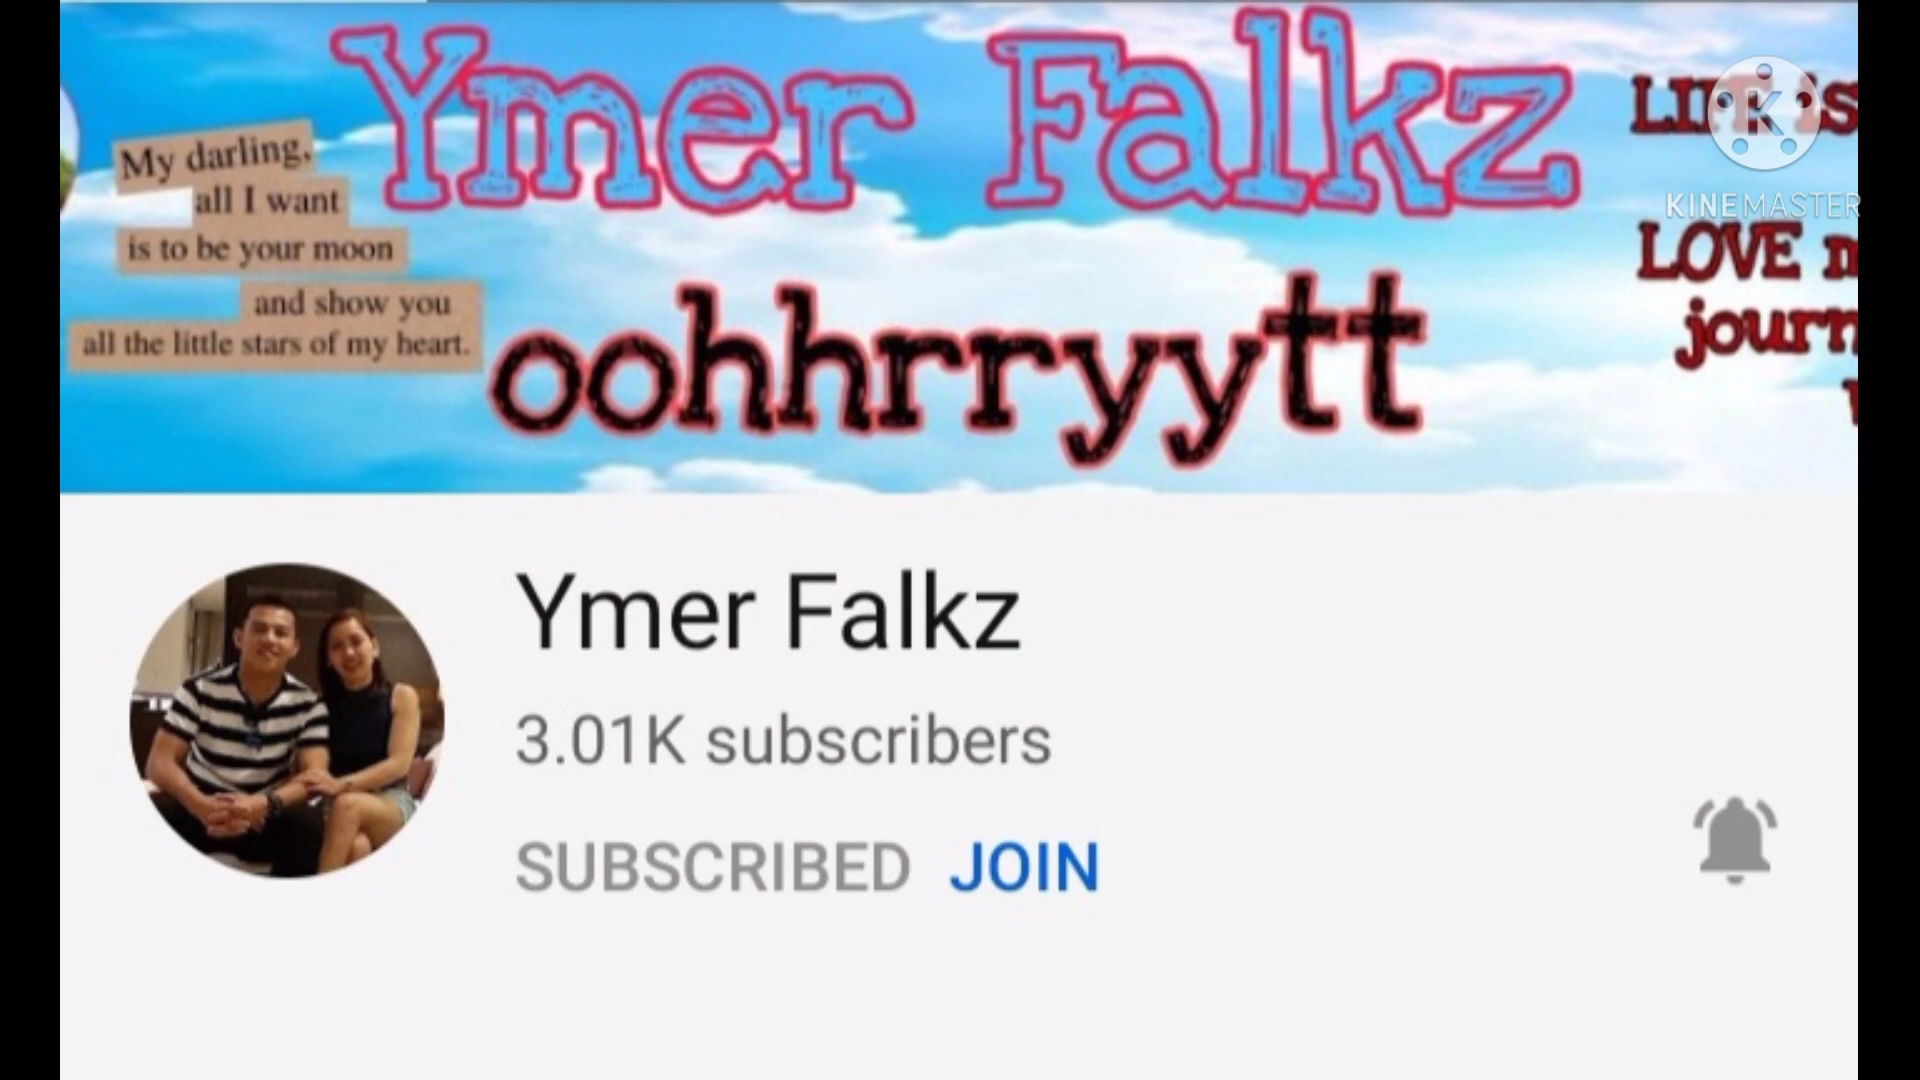 Ymer Falkz
My darling,
all I want
is to be your moon
and show you
all the little stars of my heart.
oohhrryytt
KINEMASTER
LOVE
Ymer Falkz
3.01K subscribers
SUBSCRIBED JOIN